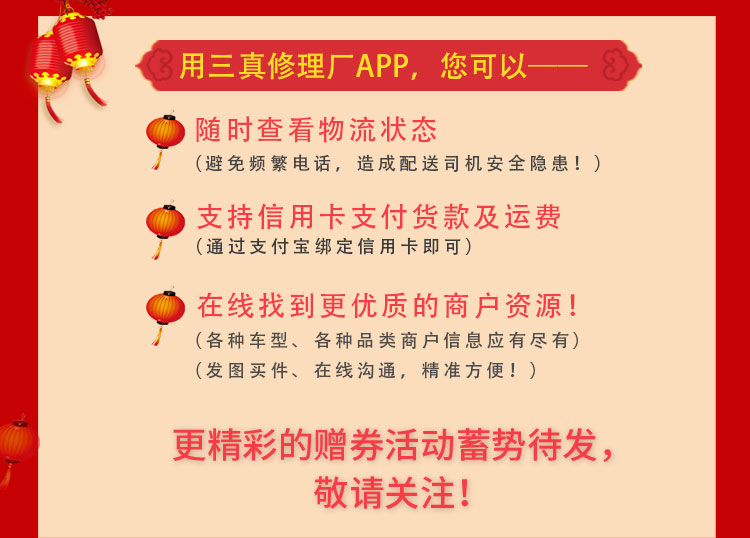 用三真修理厂APP，您可以——
随时查看物流状态
（避免频繁电话，造成配送司机安全隐患！）
支持信用卡支付货款及运费
（通过支付宝绑定信用卡即可）
在线找到更优质的商户资源！
（各种车型、各种品类商户信息应有尽有）
（发图买件、在线沟通，精准方便！）
更精彩的赠券活动蓄势待发，
敬请关注！